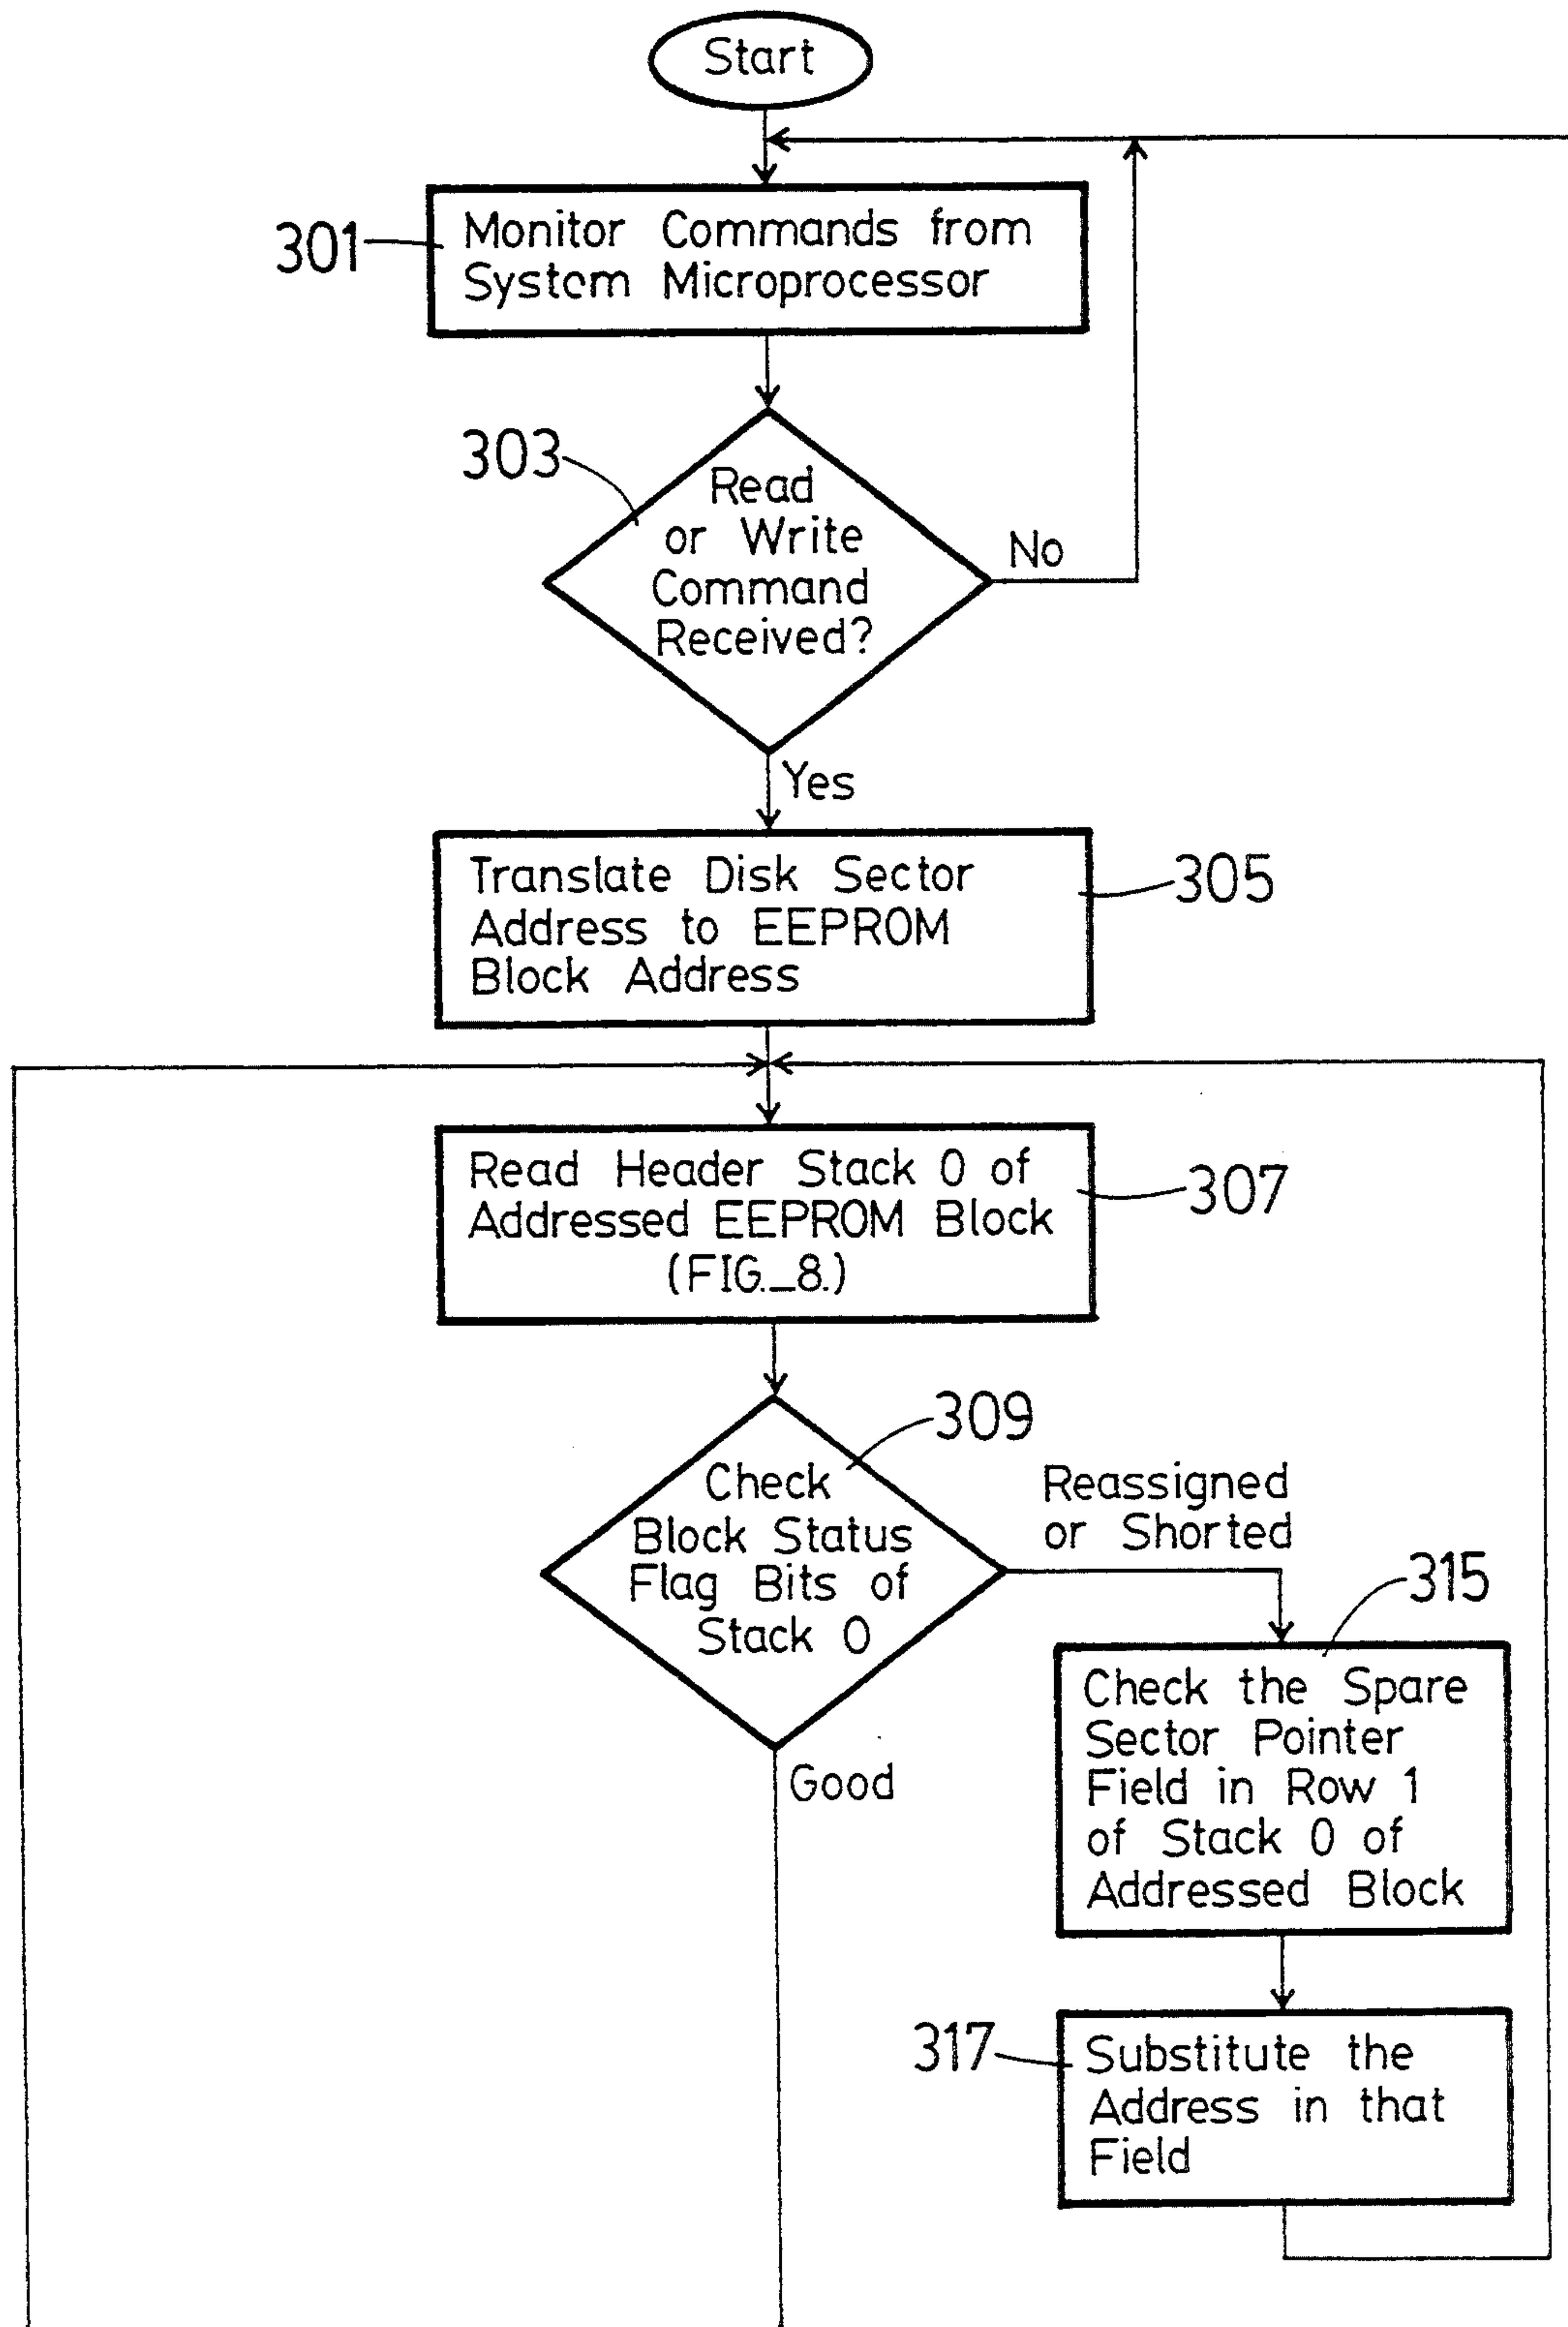 Start
301
Monitor Commands from
System Microprocessor
303
Read
or Write
Command
Received?
No
Yes
Translate Disk Sector
Address to EEPROM
Block Address
305
Read Header Stack 0 of
Addressed EEPROM Block
(FIG._8.)
307
309
Check
Block Status
Flag Bits of
Stack 0
Reassigned
or Shorted
Good
315
Check the Spare
Sector Pointer
Field in Row 1
of Stack 0 of
Addressed Block
317
Substitute the
Address in that
Field